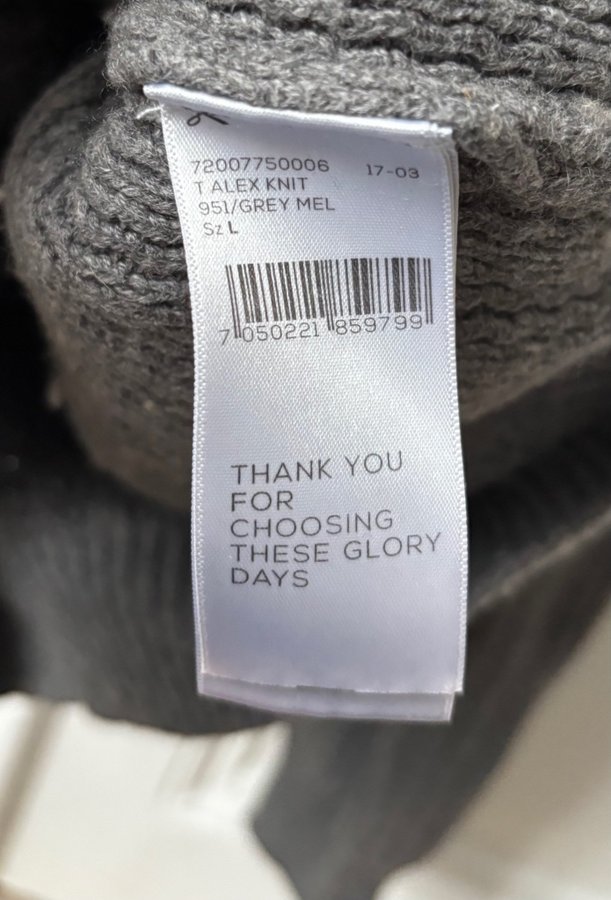 72007750006 17-03
T ALEX KNIT
951/GREY MEL
Sz L
7 050221 859799
THANK YOU
FOR
CHOOSING
THESE GLORY
DAYS